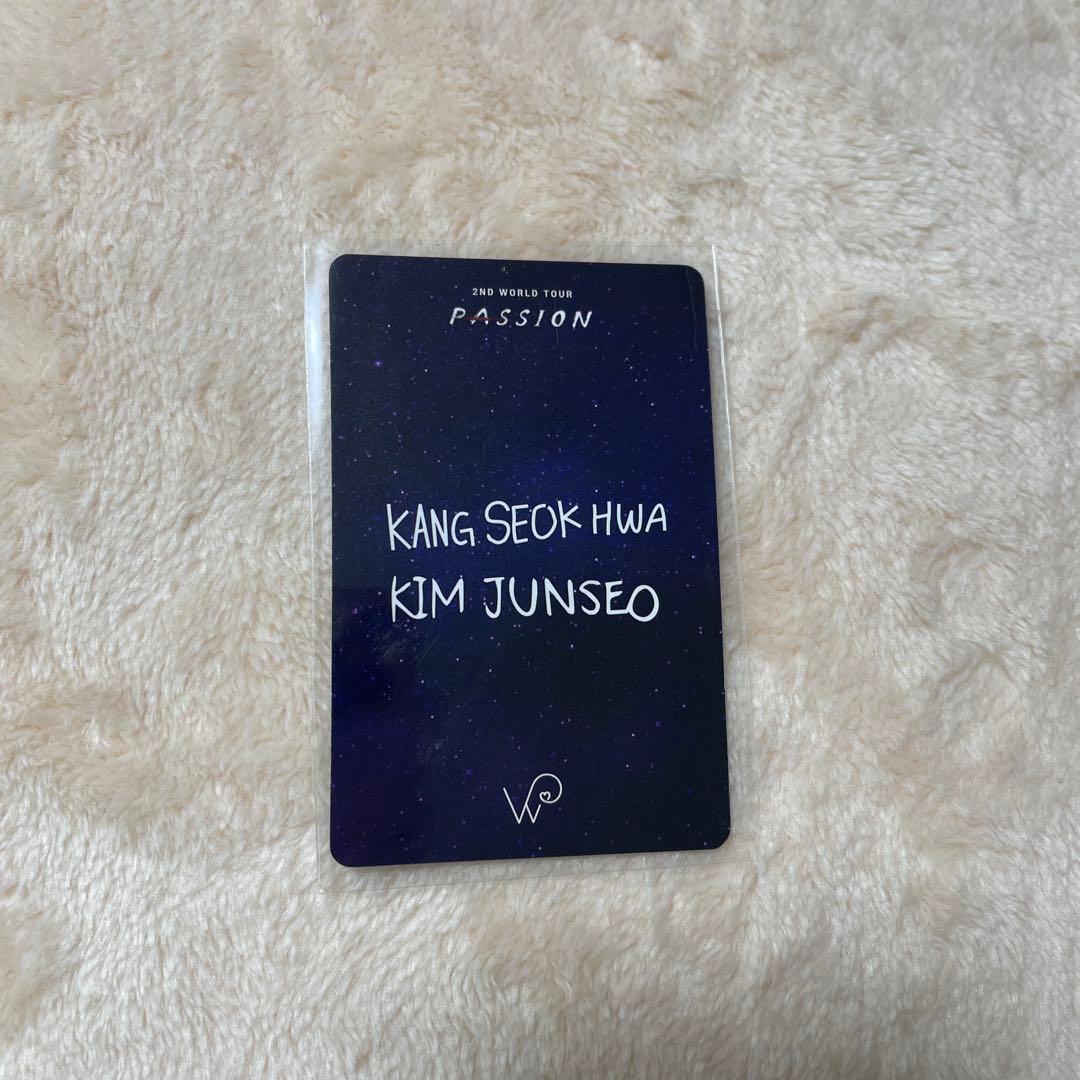 2ND WORLD TOUR
PASSION
KANG SEOK HWA
KIM JUNSEO
W